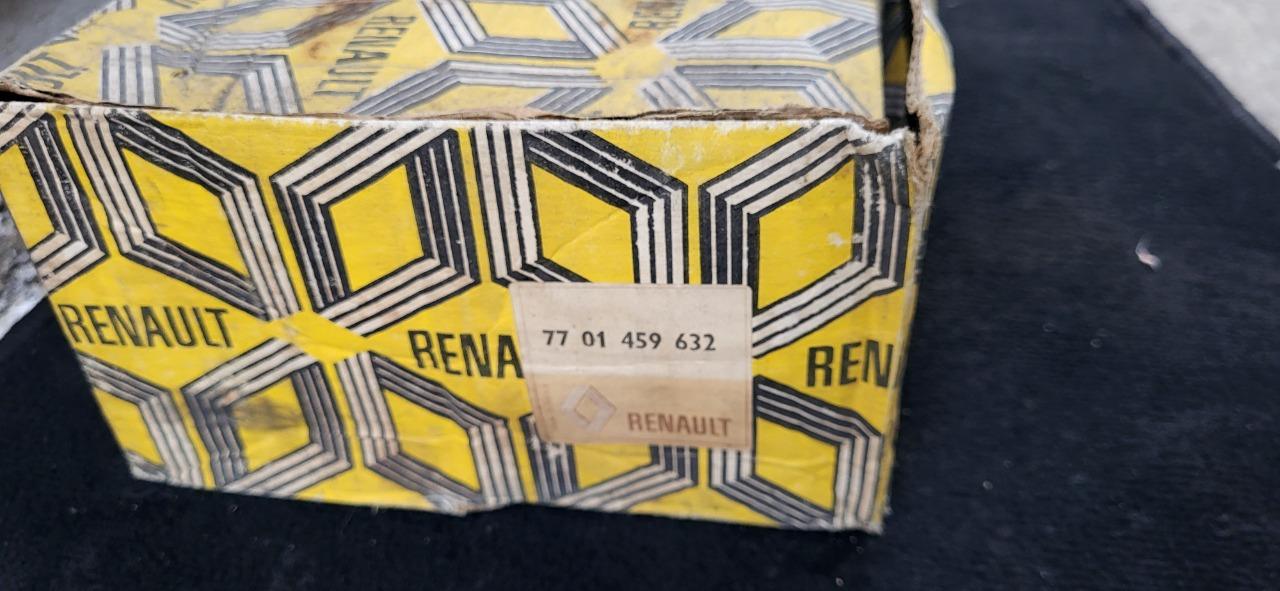 RENAULT
RENAULT
RENA
77 01 459 632
RENAULT
REN